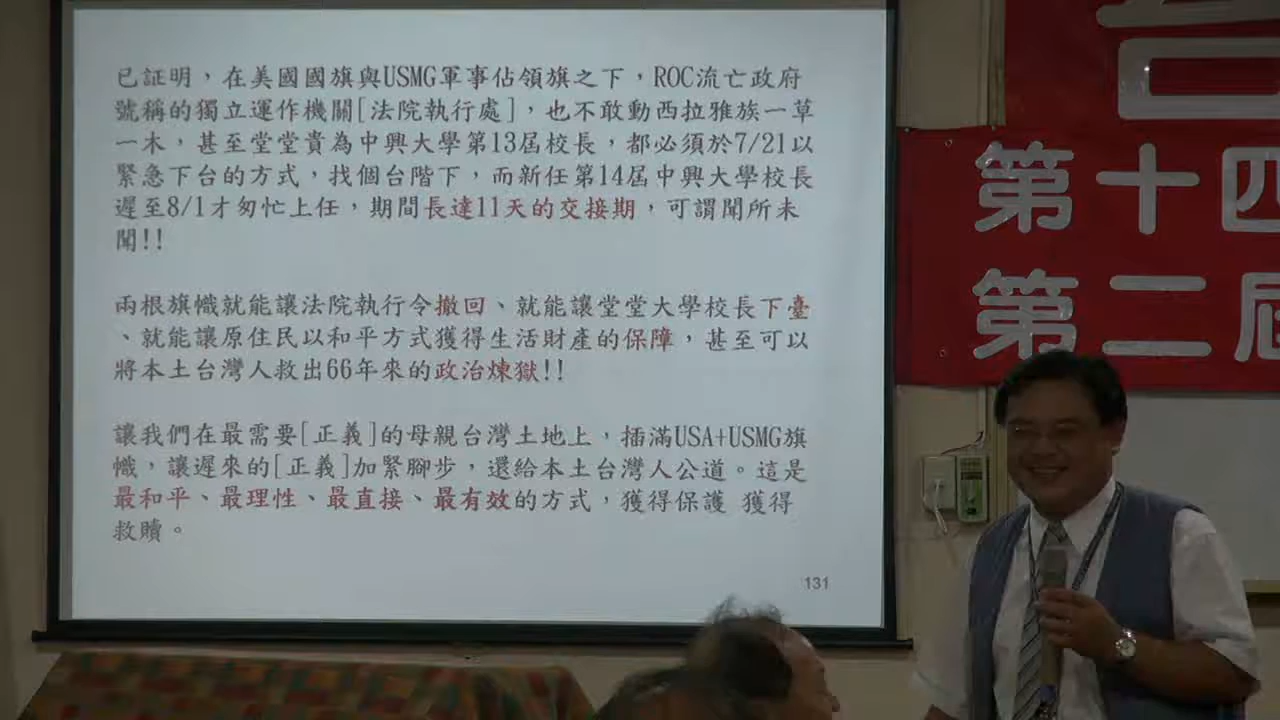 已証明，在美國國旗與USMG軍事佔領旗之下，ROC流亡政府
號稱的獨立運作機關[法院執行處]，也不敢動西拉雅族一草
一木，甚至堂堂貴為中興大學第13屆校長，都必須於7/21以
緊急下台的方式，找個台階下，而新任第14屆中興大學校長
遲至8/1才匆忙上任，期間長達11天的交接期，可謂聞所未
聞!!
兩根旗幟就能讓法院執行令撤回、就能讓堂堂大學校長下臺
、就能讓原住民以和平方式獲得生活財產的保障，甚至可以
將本土台灣人救出66年來的政治煉獄!!
讓我們在最需要[正義]的母親台灣土地上，插滿USA+USMG旗
幟，讓遲來的[正義]加緊腳步，還給本土台灣人公道。這是
最和平、最理性、最直接、最有效的方式，獲得保護 獲得
救贖。
131
第十四
第二屆